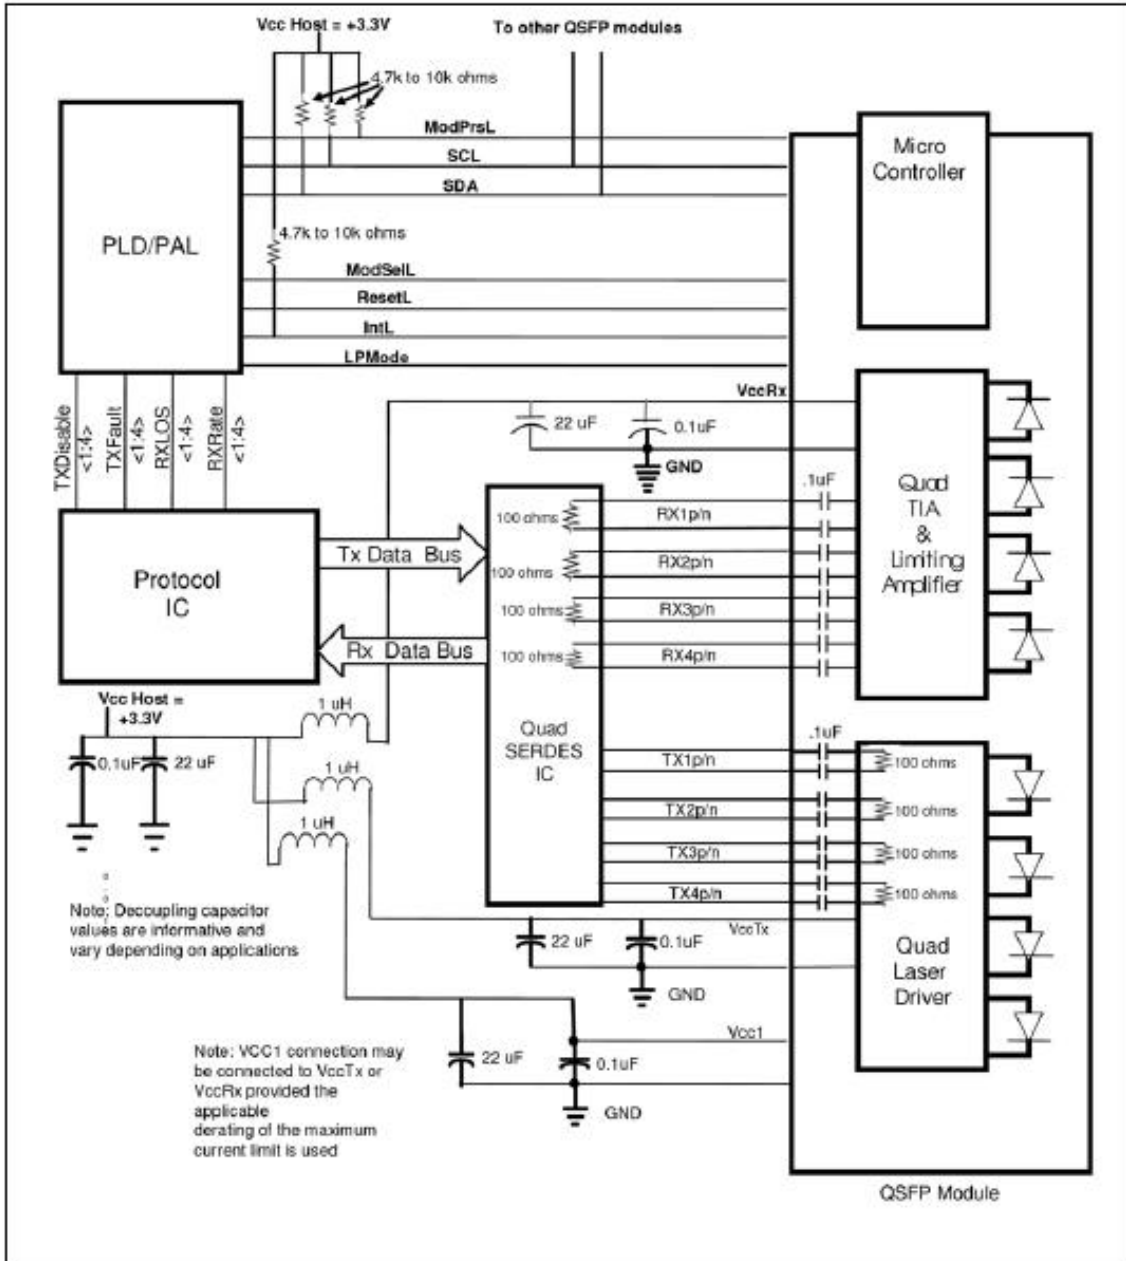 Vcc Host = +3.3V
To other QSFP modules
4.7k to 10k ohms
ModPrsL
SCL
SDA
Micro
Controller
PLD/PAL
4.7k to 10k ohms
ModSelL
ResetL
IntL
LPMode
VccRx
TXDisable
<1:4>
TXFault
<1:4>
RXLOS
<1:4>
RXRate
<1:4>
22 uF
0.1uF
GND
Quad
TIA
&
Limiting
Amplifier
.1uF
100 ohms
RX1p/n
Tx Data Bus
100 ohms
RX2p/n
Protocol
IC
100 ohms
RX3p/n
Rx Data Bus
100 ohms
RX4p/n
Vcc Host =
+3.3V
1 uH
Quad
SERDES
IC
.1uF
0.1uF
22 uF
1 uH
TX1p/n
100 ohms
1 uH
TX2p/n
100 ohms
TX3p/n
100 ohms
TX4p/n
100 ohms
Note: Decoupling capacitor
values are informative and
vary depending on applications
VccTx
22 uF
0.1uF
GND
Quad
Laser
Driver
Vcc1
Note: VCC1 connection may
be connected to VccTx or
VccRx provided the
applicable
derating of the maximum
current limit is used
22 uF
0.1uF
GND
QSFP Module